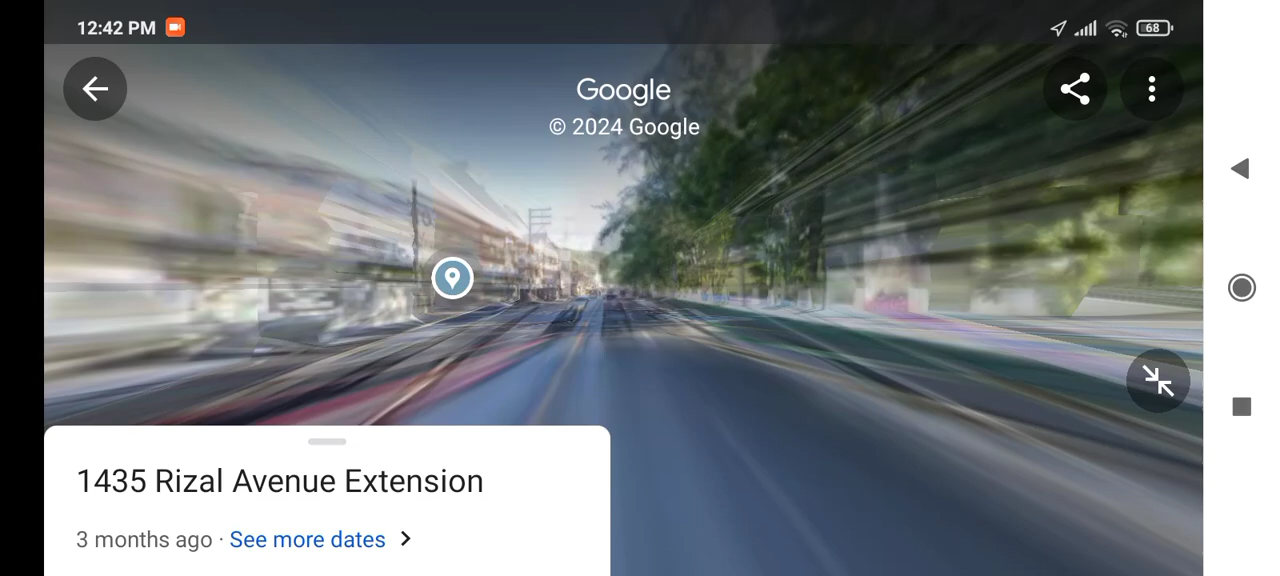 12:42 PM
68
Google
© 2024 Google
1435 Rizal Avenue Extension
3 months ago · See more dates